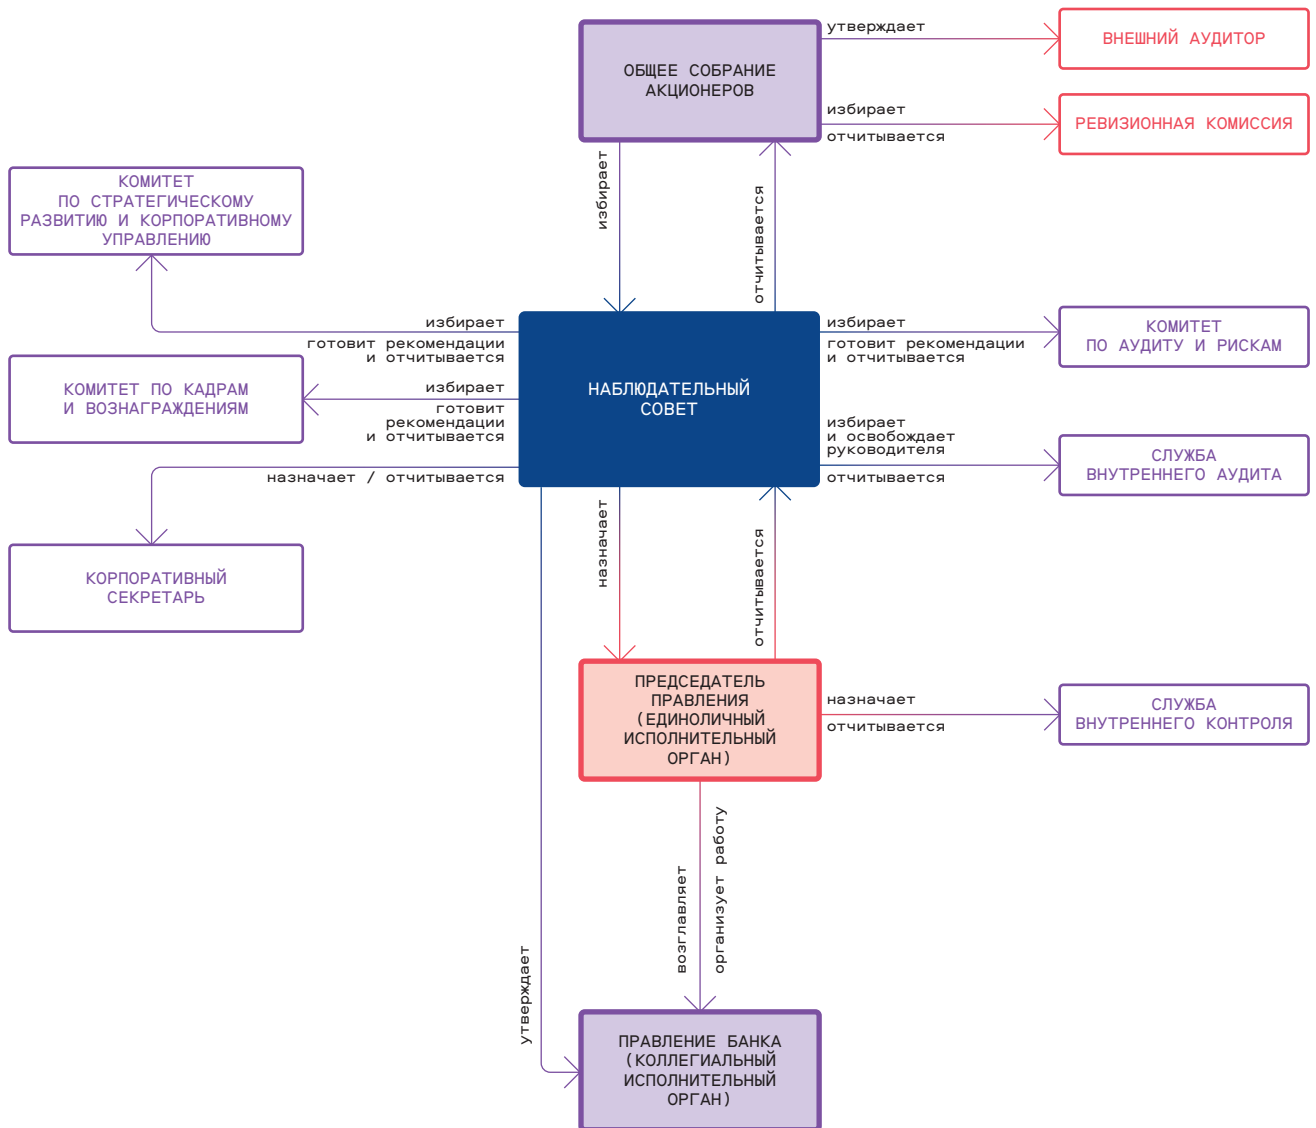 утверждает
ВНЕШНИЙ АУДИТОР
ОБЩЕЕ СОБРАНИЕ
АКЦИОНЕРОВ
избирает
отчитывается
РЕВИЗИОННАЯ КОМИССИЯ
избирает
отчитывается
КОМИТЕТ
ПО СТРАТЕГИЧЕСКОМУ
РАЗВИТИЮ И КОРПОРАТИВНОМУ
УПРАВЛЕНИЮ
избирает
готовит рекомендации
и отчитывается
КОМИТЕТ ПО КАДРАМ
И ВОЗНАГРАЖДЕНИЯМ
избирает
готовит
рекомендации
и отчитывается
назначает / отчитывается
КОРПОРАТИВНЫЙ
СЕКРЕТАРЬ
НАБЛЮДАТЕЛЬНЫЙ
СОВЕТ
избирает
готовит рекомендации
и отчитывается
КОМИТЕТ
ПО АУДИТУ И РИСКАМ
избирает
и освобождает
руководителя
отчитывается
СЛУЖБА
ВНУТРЕННЕГО АУДИТА
назначает
отчитывается
ПРЕДСЕДАТЕЛЬ
ПРАВЛЕНИЯ
(ЕДИНОЛИЧНЫЙ
ИСПОЛНИТЕЛЬНЫЙ
ОРГАН)
назначает
отчитывается
СЛУЖБА
ВНУТРЕННЕГО КОНТРОЛЯ
возглавляет
организует работу
утверждает
ПРАВЛЕНИЕ БАНКА
(КОЛЛЕГИАЛЬНЫЙ
ИСПОЛНИТЕЛЬНЫЙ
ОРГАН)